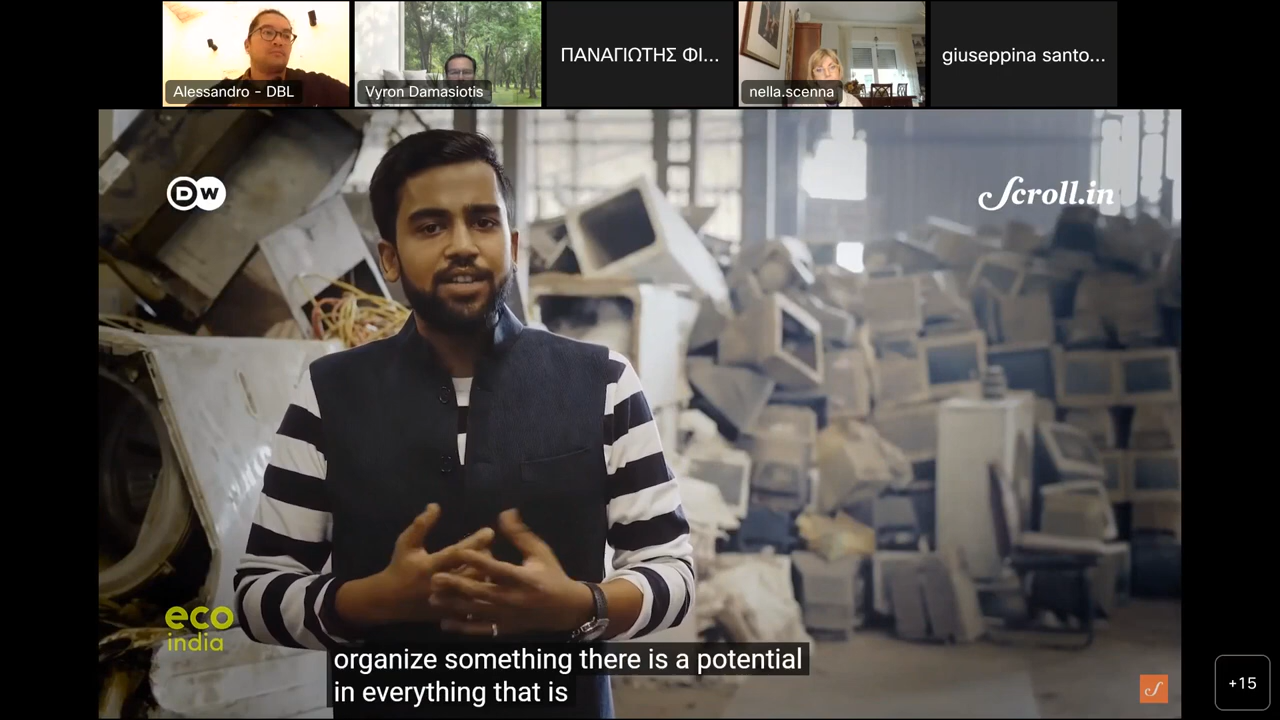 Alessandro - DBL
Vyron Damasiotis
ΠΑΝΑΓΙΩΤΗΣ ΦΙ...
nella.scenna
giuseppina santo...
DW
Scroll.in
eco
india
organize something there is a potential
in everything that is
+15